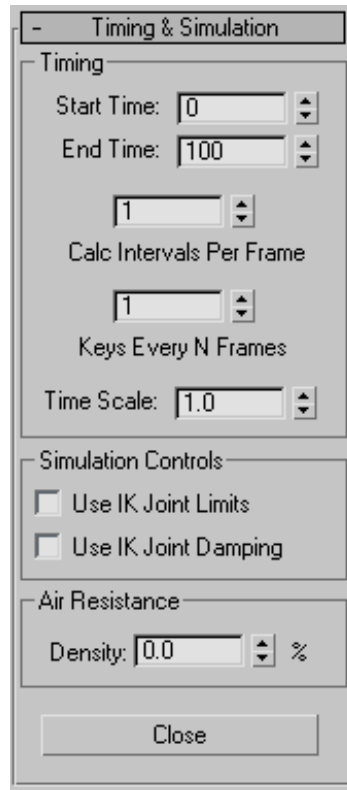 - Timing & Simulation
Timing
Start Time: 0
End Time: 100
1
Calc Intervals Per Frame
1
Keys Every N Frames
Time Scale: 1.0
Simulation Controls
Use IK Joint Limits
Use IK Joint Damping
Air Resistance
Density: 0.0 %
Close